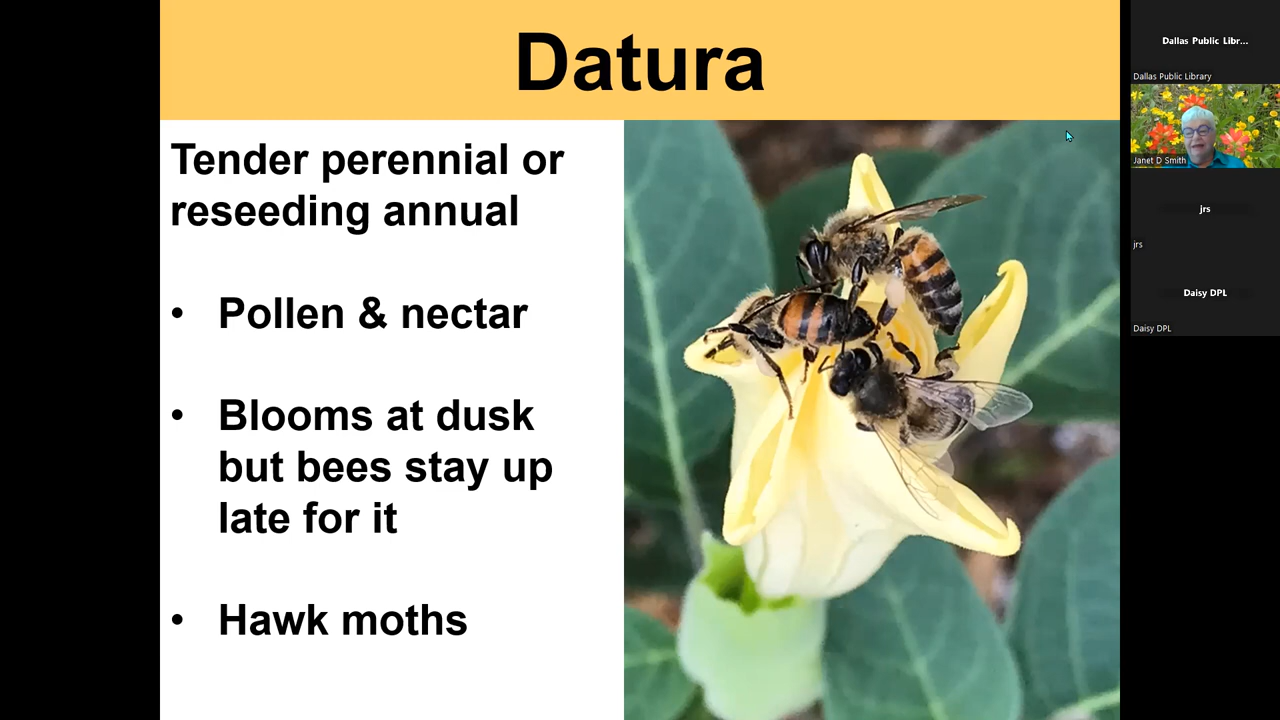 Datura
Tender perennial or
reseeding annual
• Pollen & nectar
• Blooms at dusk
but bees stay up
late for it
• Hawk moths
Dallas Public Libr...
Dallas Public Library
Janet D Smith
jrs
jrs
Daisy DPL
Daisy DPL